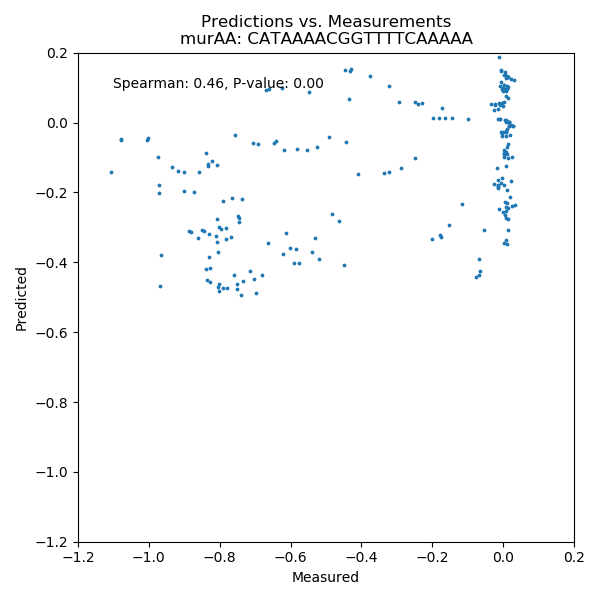 Predictions vs. Measurements
murAA: CATAAAACGGTTTTCAAAAA
Spearman: 0.46, P-value: 0.00
0.2
0.0
−0.2
−0.4
−0.6
−0.8
−1.0
−1.2
Predicted
−1.2 −1.0 −0.8 −0.6 −0.4 −0.2 0.0 0.2
Measured